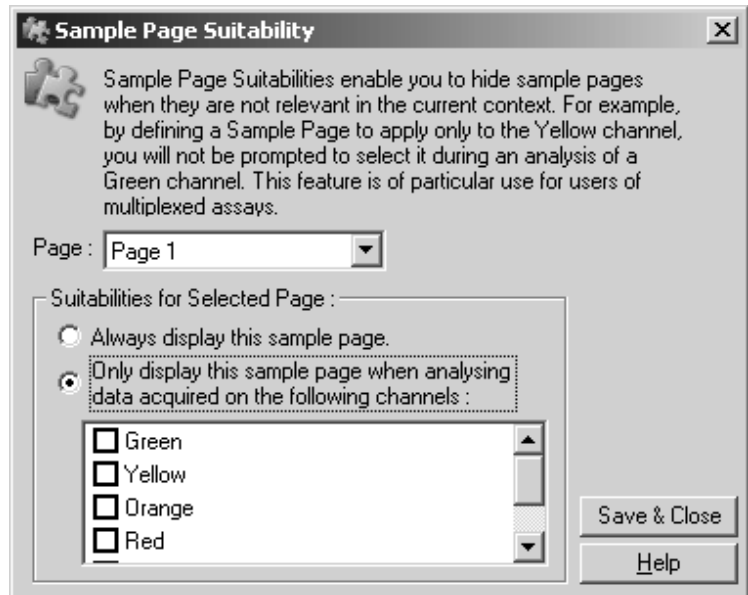 Sample Page Suitability
Sample Page Suitabilities enable you to hide sample pages
when they are not relevant in the current context. For example,
by defining a Sample Page to apply only to the Yellow channel,
you will not be prompted to select it during an analysis of a
Green channel. This feature is of particular use for users of
multiplexed assays.
Page : Page 1
Suitabilities for Selected Page :
Always display this sample page.
Only display this sample page when analysing
data acquired on the following channels :
Green
Yellow
Orange
Red
Save & Close
Help